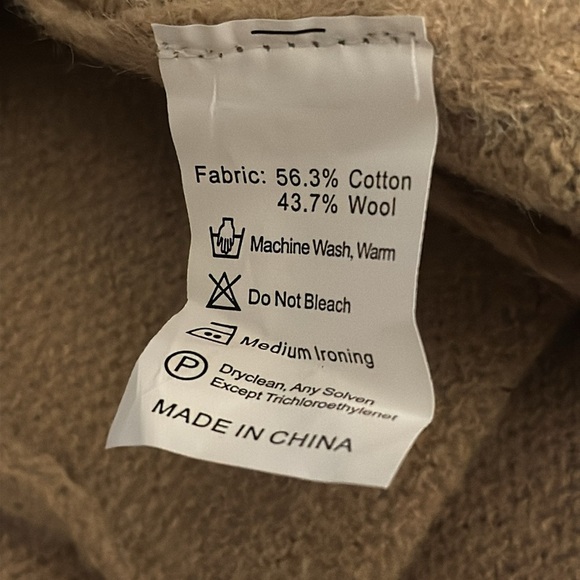 Fabric: 56.3% Cotton
43.7% Wool
Machine Wash, Warm
Do Not Bleach
Medium Ironing
P
Dryclean, Any Solven
Except Trichloroethylener
MADE IN CHINA